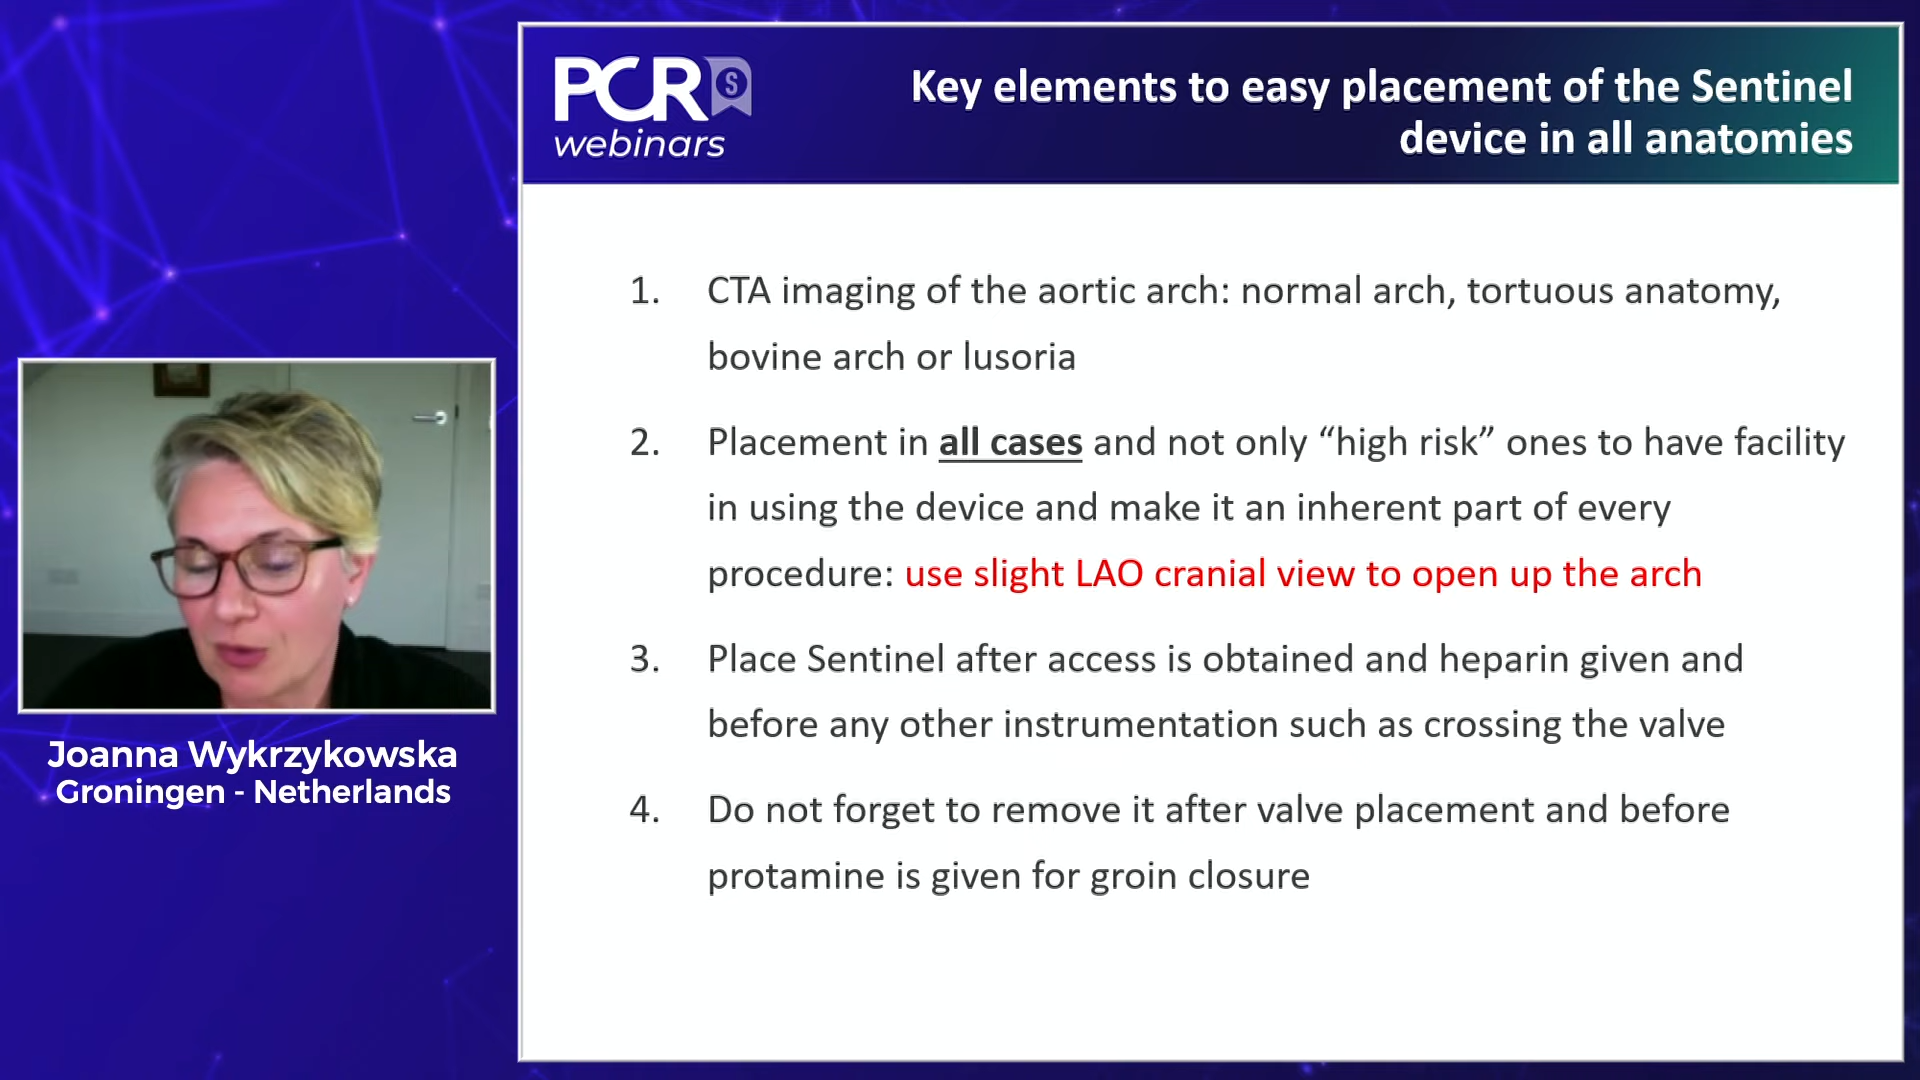 PCR S
webinars
Key elements to easy placement of the Sentinel
device in all anatomies
1. CTA imaging of the aortic arch: normal arch, tortuous anatomy,
bovine arch or lusoria
2. Placement in all cases and not only “high risk” ones to have facility
in using the device and make it an inherent part of every
procedure: use slight LAO cranial view to open up the arch
3. Place Sentinel after access is obtained and heparin given and
before any other instrumentation such as crossing the valve
4. Do not forget to remove it after valve placement and before
protamine is given for groin closure
Joanna Wykrzykowska
Groningen - Netherlands